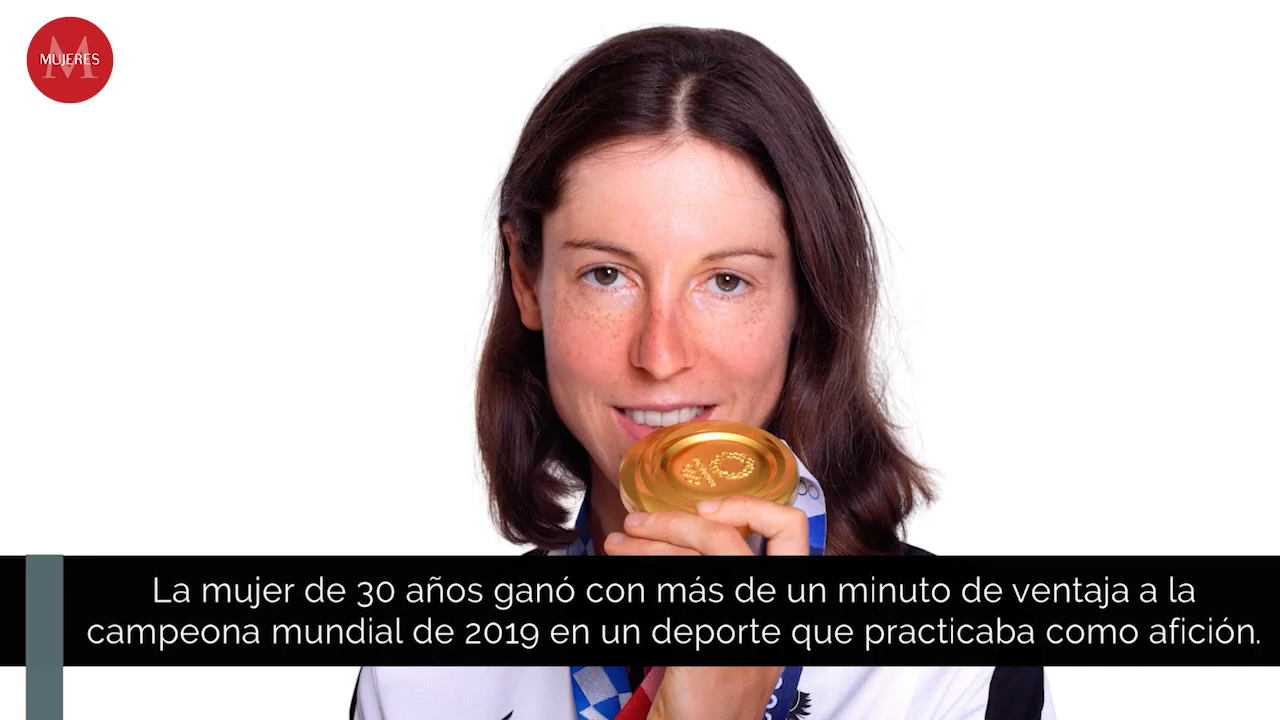 MUJERES
La mujer de 30 años ganó con más de un minuto de ventaja a la
campeona mundial de 2019 en un deporte que practicaba como afición.